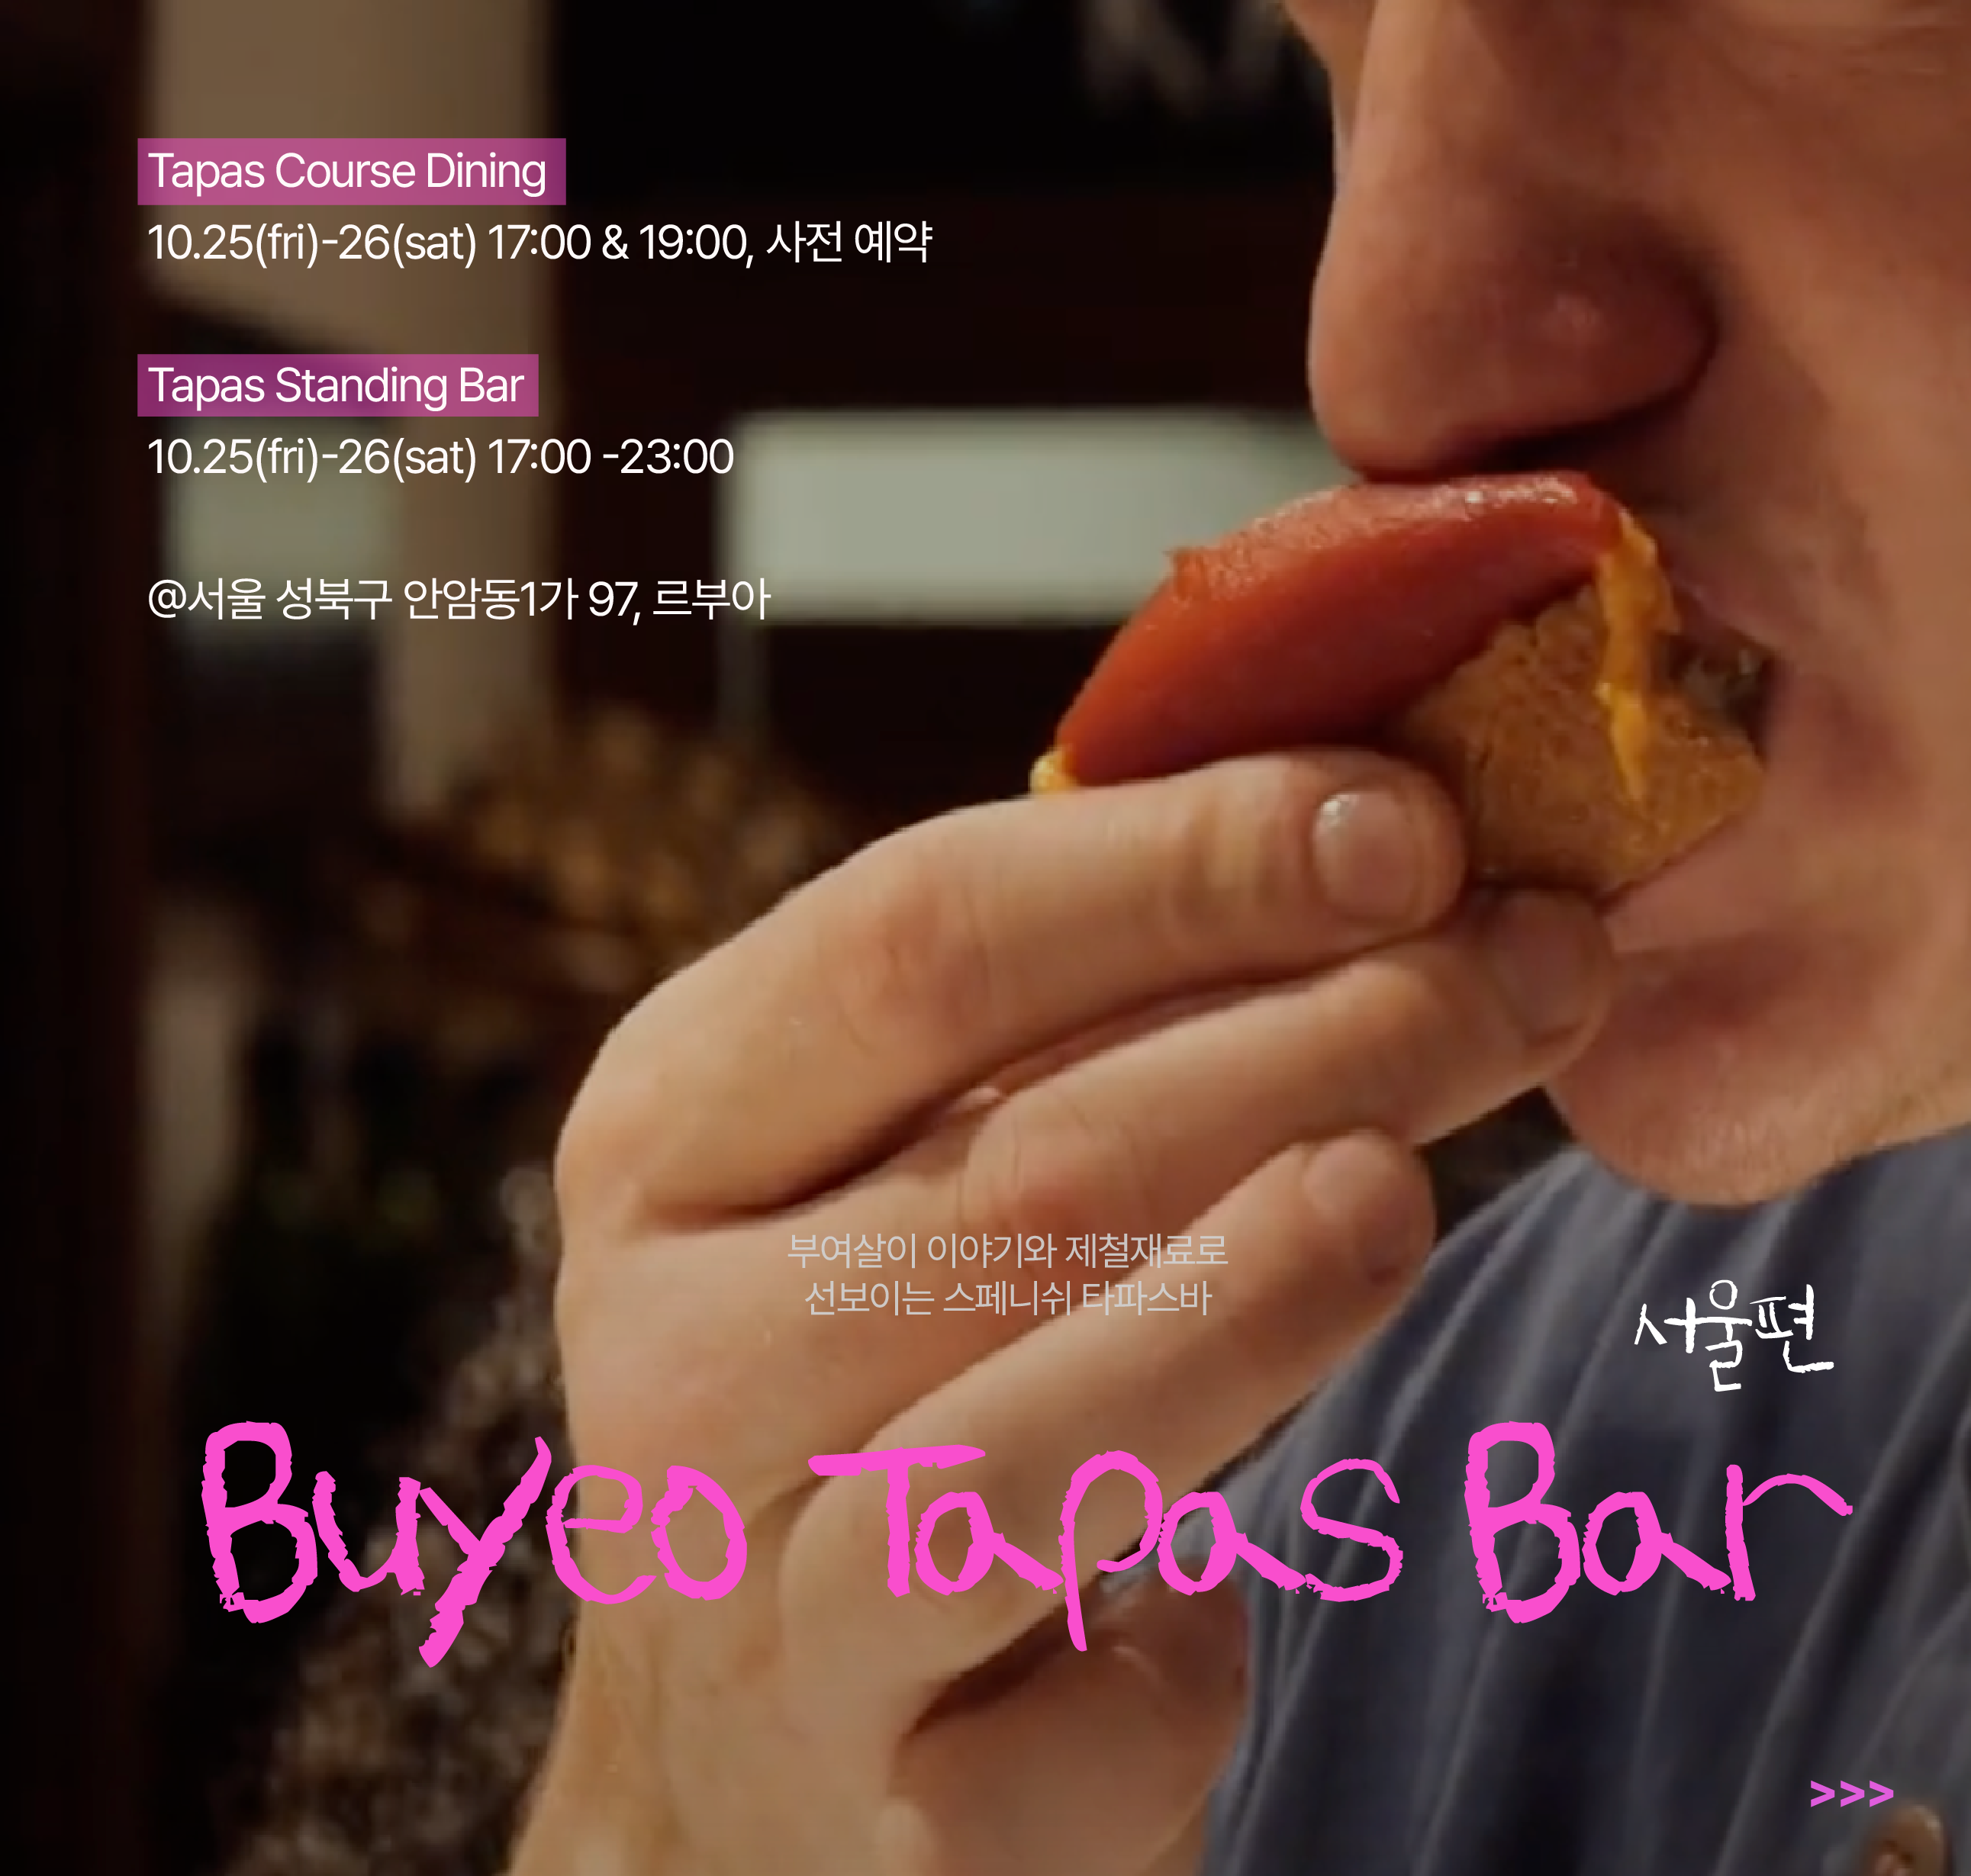 Tapas Course Dining
10.25(fri)-26(sat) 17:00 & 19:00, 사전 예약
Tapas Standing Bar
10.25(fri)-26(sat) 17:00 -23:00
@서울 성북구 안암동1가 97, 르부아
부여살이 이야기와 제철재료로
선보이는 스페니쉬 타파스바
서울편
Buyeo Tapas Bar
>>>